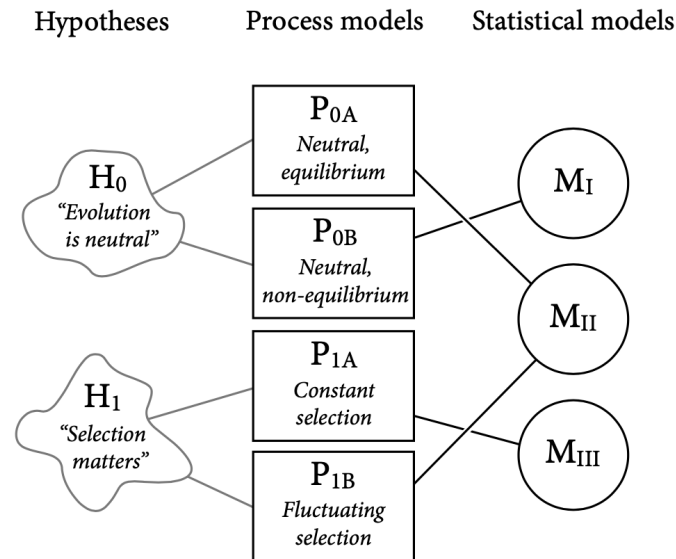 Hypotheses Process models Statistical models
H0
“Evolution
is neutral”
P0A
Neutral,
equilibrium
P0B
Neutral,
non-equilibrium
H1
“Selection
matters”
P1A
Constant
selection
P1B
Fluctuating
selection
MI
MII
MIII